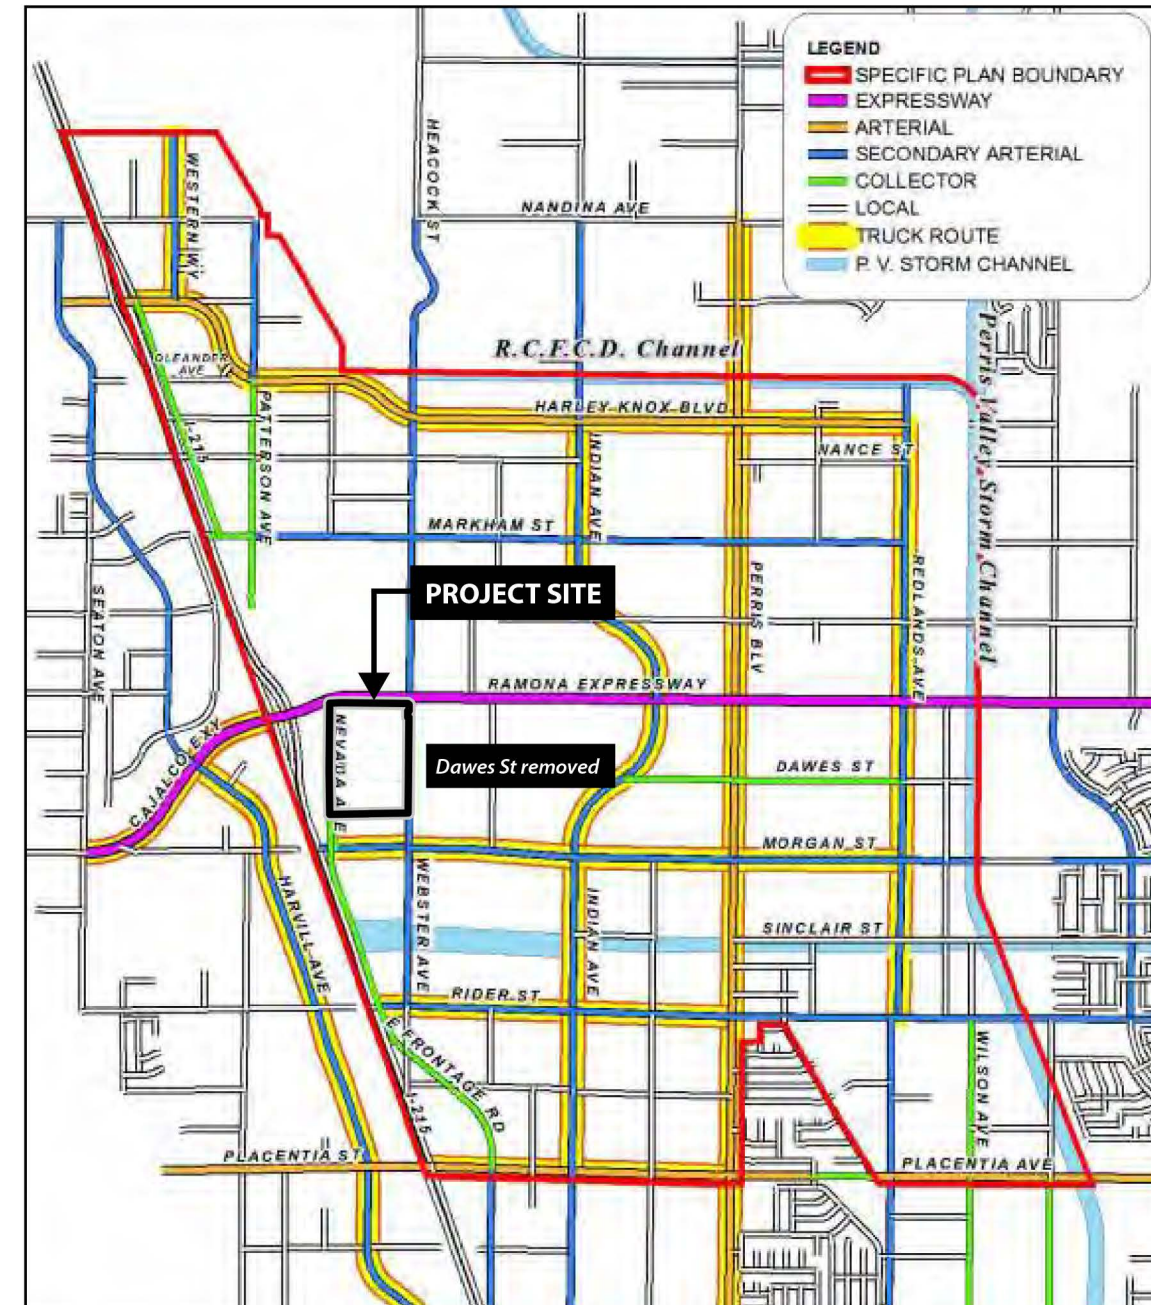 LEGEND
SPECIFIC PLAN BOUNDARY
EXPRESSWAY
ARTERIAL
SECONDARY ARTERIAL
COLLECTOR
LOCAL
TRUCK ROUTE
P. V. STORM CHANNEL
HEACOCK ST
WESTERN WY
NANDINA AVE
R.C.F.C.D. Channel
Perris Valley Storm Channel
OLEANDER
AVE
HARLEY KNOX BLVD
PATTERSON AVE
I-215
INDIAN AVE
NANCE ST
MARKHAM ST
PERRIS BLV
REDLANDS AVE
SEATON AVE
PROJECT SITE
RAMONA EXPRESSWAY
NEVADA A E
CAJALCO EXY
Dawes St removed
DAWES ST
MORGAN ST
HARVILL AVE
WEBSTER AVE
INDIAN AVE
SINCLAIR ST
RIDER ST
E FRONTAGE RD
WILSON AVE
I-215
PLACENTIA ST
PLACENTIA AVE